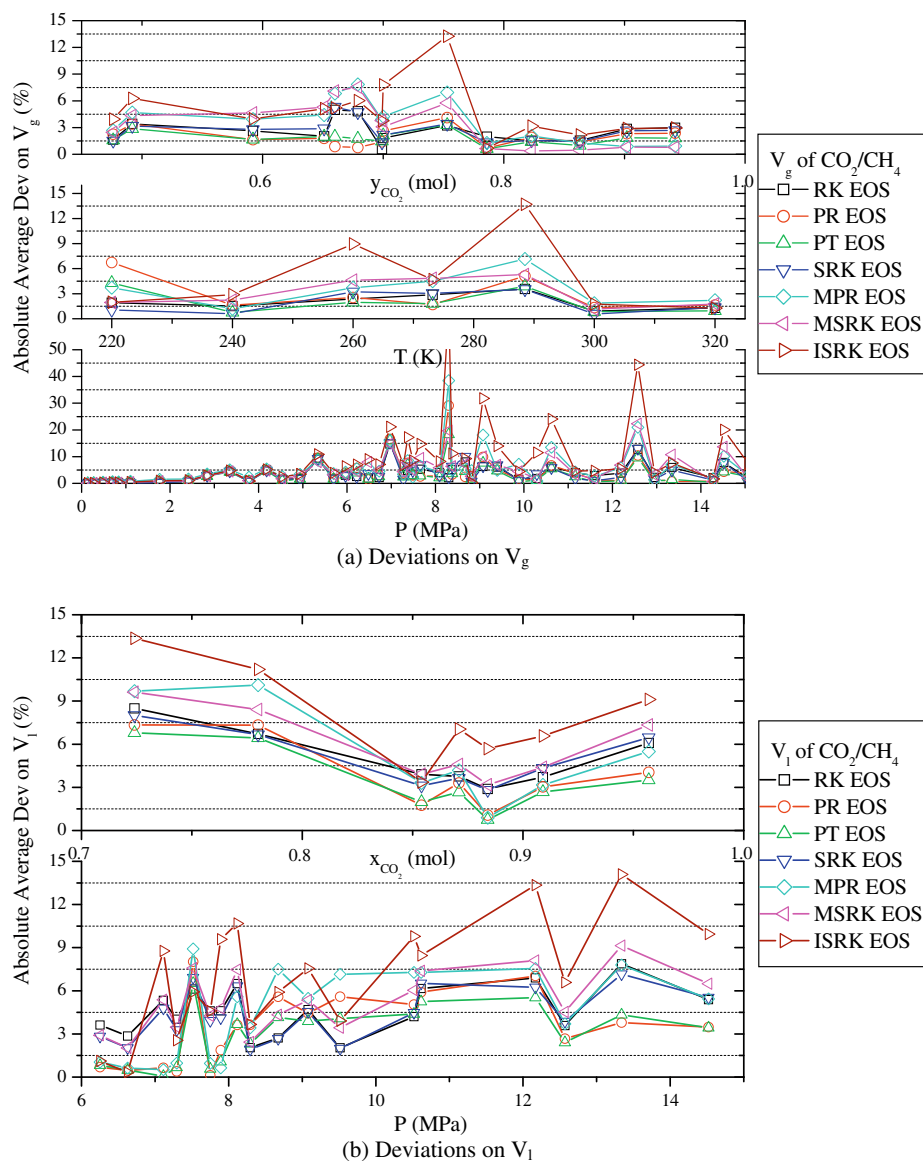 15
12
9
6
3
0
0.6 0.8 1.0
y_CO2 (mol)
15
12
9
6
3
0
220 240 260 280 300 320
T (K)
50
40
30
20
10
0
0 2 4 6 8 10 12 14
P (MPa)
Absolute Average Dev on V_g (%)
V_g of CO2/CH4
RK EOS
PR EOS
PT EOS
SRK EOS
MPR EOS
MSRK EOS
ISRK EOS
(a) Deviations on V_g
15
12
9
6
3
0
0.7 0.8 0.9 1.0
x_CO2 (mol)
15
12
9
6
3
0
6 8 10 12 14
P (MPa)
Absolute Average Dev on V_l (%)
V_l of CO2/CH4
RK EOS
PR EOS
PT EOS
SRK EOS
MPR EOS
MSRK EOS
ISRK EOS
(b) Deviations on V_l